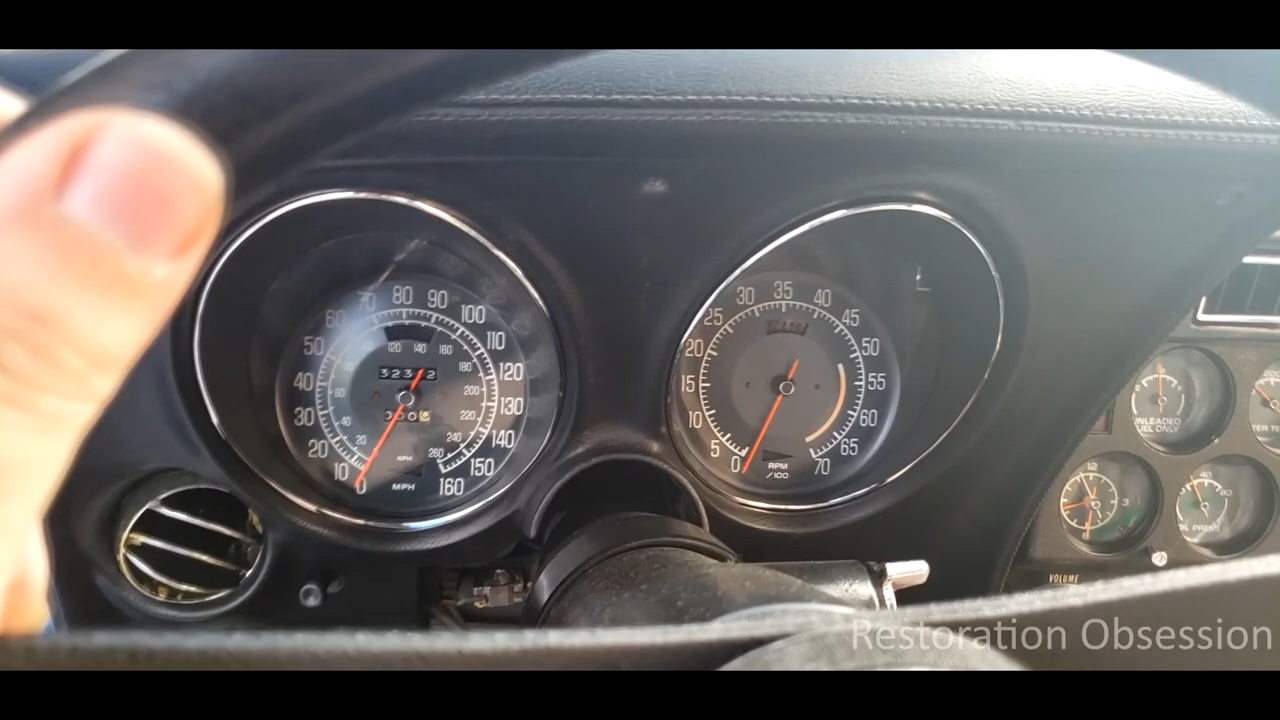 0 10 20 30 40 50 60 70 80 90 100 110 120 130 140 150 160
20 40 60 120 140 160 180 200 220 240 260
KPH
MPH
0 5 10 15 20 25 30 35 40 45 50 55 60 65 70
RPM
/100
UNLEADED
FUEL ONLY
12
3
6
40
80
OIL PRESS
VOLUME
Restoration Obsession